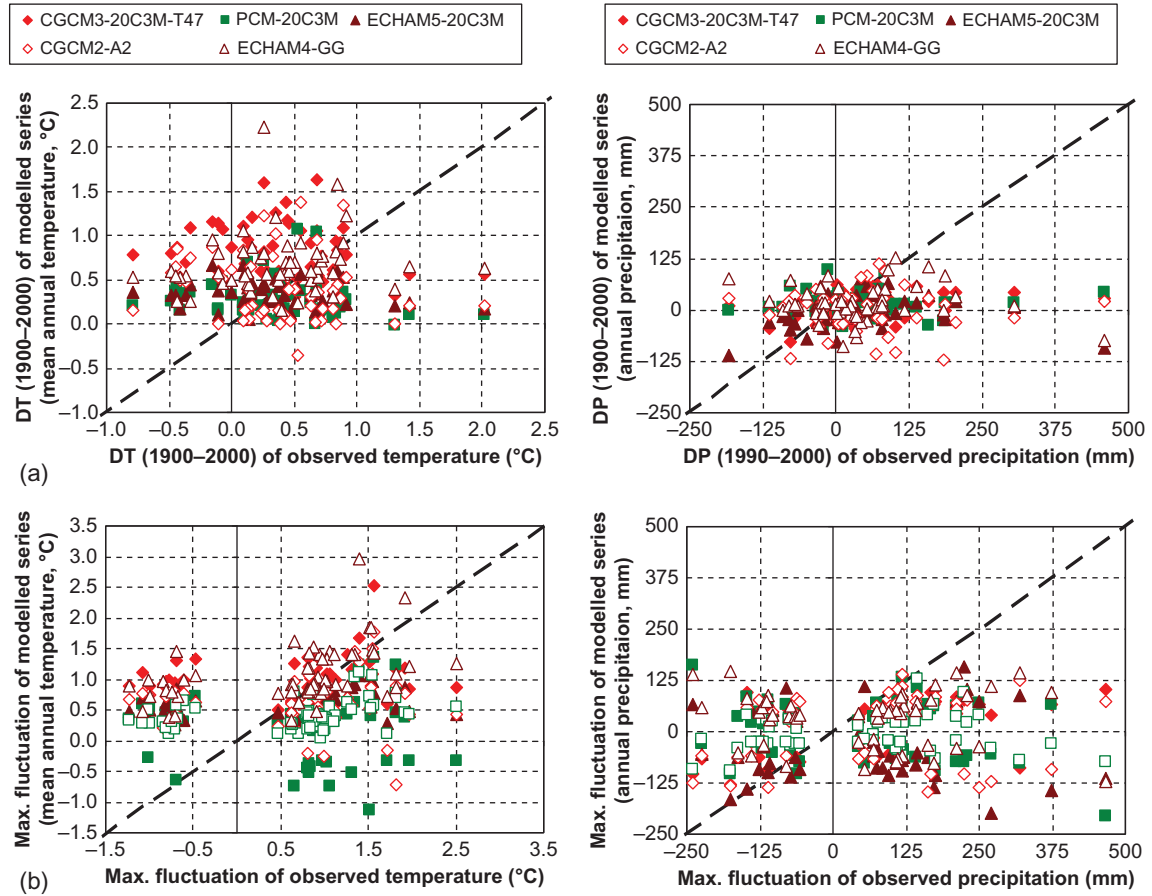 CGCM3-20C3M-T47 PCM-20C3M ECHAM5-20C3M
CGCM2-A2 ECHAM4-GG
CGCM3-20C3M-T47 PCM-20C3M ECHAM5-20C3M
CGCM2-A2 ECHAM4-GG
DT (1900–2000) of modelled series
(mean annual temperature, °C)
2.5
2.0
1.5
1.0
0.5
0.0
–0.5
–1.0
–1.0 –0.5 0.0 0.5 1.0 1.5 2.0 2.5
DT (1900–2000) of observed temperature (°C)
DP (1900–2000) of modelled series
(annual precipitation, mm)
500
375
250
125
0
–125
–250
–250 –125 0 125 250 375 500
DP (1990–2000) of observed precipitation (mm)
(a)
Max. fluctuation of modelled series
(mean annual temperature, °C)
3.5
3.0
2.5
2.0
1.5
1.0
0.5
0.0
–0.5
–1.0
–1.5
–1.5 –0.5 0.5 1.5 2.5 3.5
Max. fluctuation of observed temperature (°C)
Max. fluctuation of modelled series
(annual precipitaion, mm)
500
375
250
125
0
–125
–250
–250 –125 0 125 250 375 500
Max. fluctuation of observed precipitation (mm)
(b)